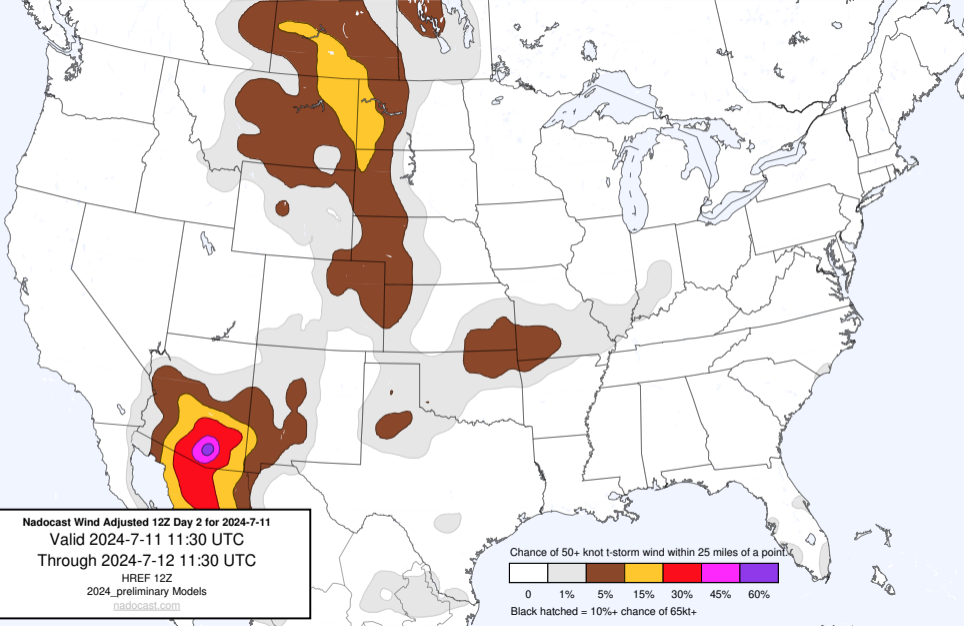 Nadocast Wind Adjusted 12Z Day 2 for 2024-7-11
Valid 2024-7-11 11:30 UTC
Through 2024-7-12 11:30 UTC
HREF 12Z
2024_preliminary Models
nadocast.com
Chance of 50+ knot t-storm wind within 25 miles of a point.
0 1% 5% 15% 30% 45% 60%
Black hatched = 10%+ chance of 65kt+